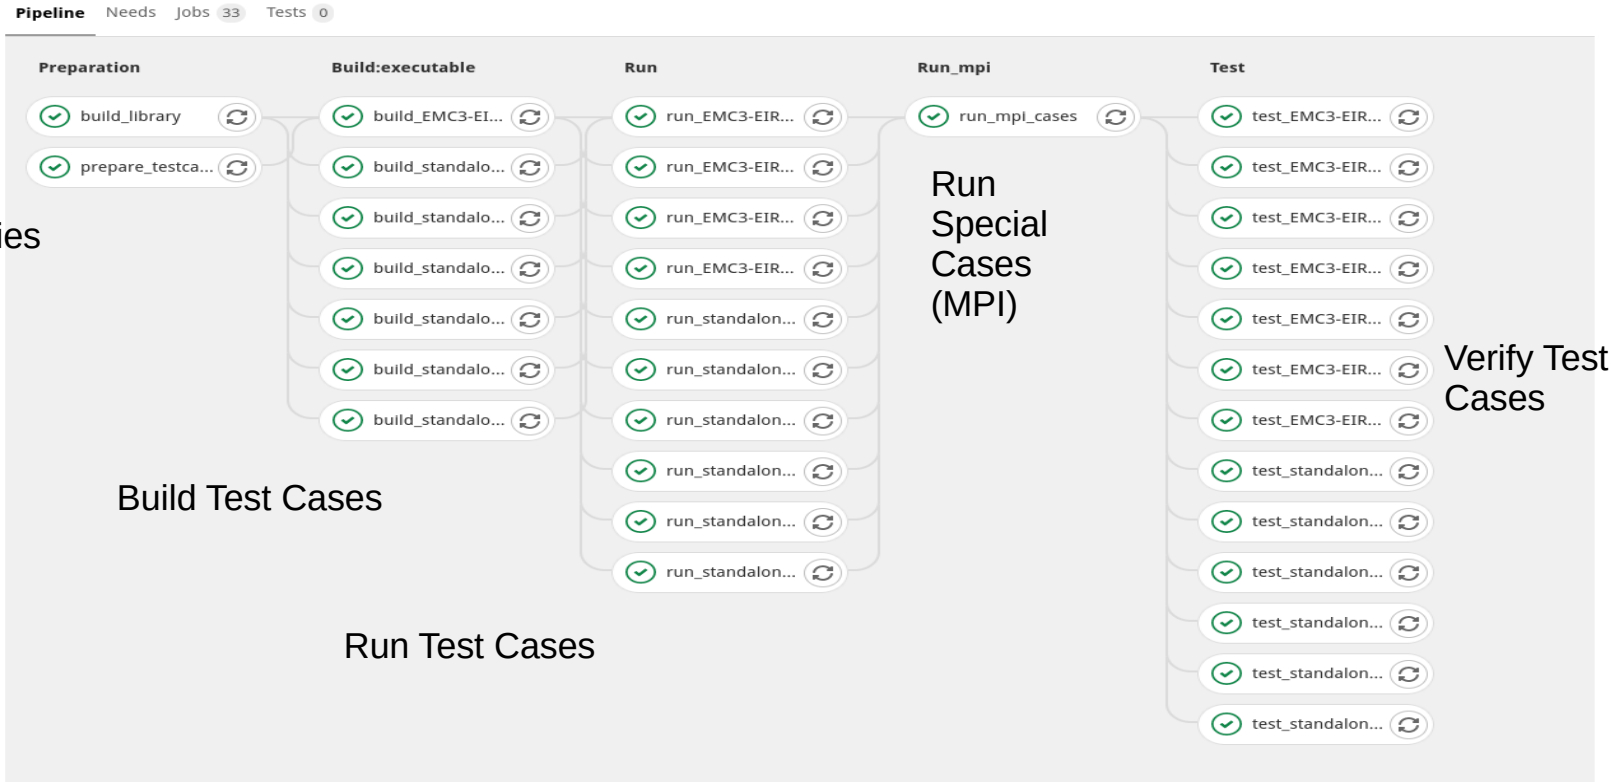 Pipeline Needs Jobs 33 Tests 0
Preparation
build_library
prepare_testca...
ies
Build:executable
build_EMC3-EI...
build_standalo...
build_standalo...
build_standalo...
build_standalo...
build_standalo...
build_standalo...
Build Test Cases
Run
run_EMC3-EIR...
run_EMC3-EIR...
run_EMC3-EIR...
run_EMC3-EIR...
run_standalon...
run_standalon...
run_standalon...
run_standalon...
run_standalon...
run_standalon...
Run Test Cases
Run_mpi
run_mpi_cases
Run
Special
Cases
(MPI)
Test
test_EMC3-EIR...
test_EMC3-EIR...
test_EMC3-EIR...
test_EMC3-EIR...
test_EMC3-EIR...
test_EMC3-EIR...
test_EMC3-EIR...
test_standalon...
test_standalon...
test_standalon...
test_standalon...
test_standalon...
test_standalon...
Verify Test
Cases